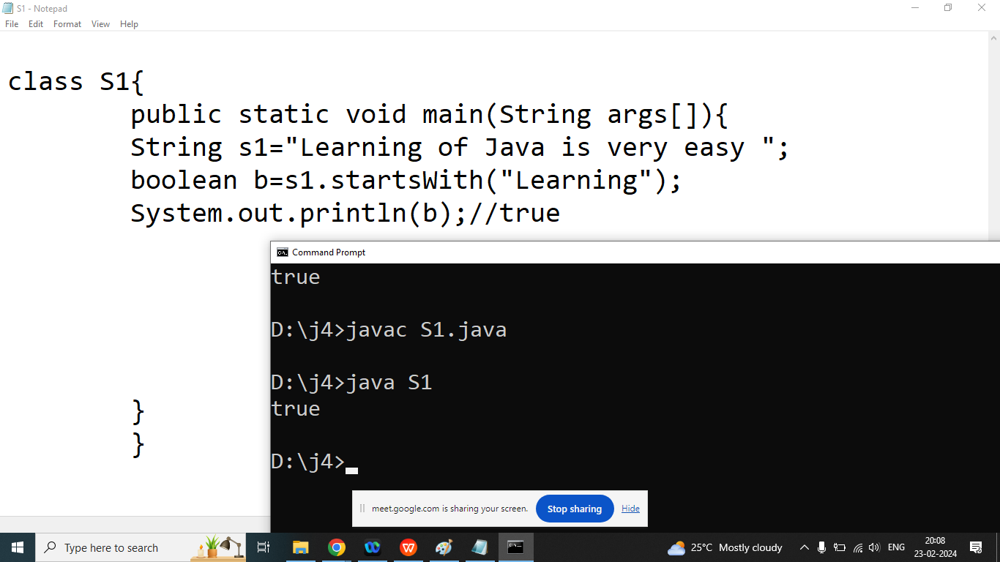 S1 - Notepad
File Edit Format View Help
class S1{
public static void main(String args[]){
String s1="Learning of Java is very easy ";
boolean b=s1.startsWith("Learning");
System.out.println(b);//true
}
}
Command Prompt
true
D:\j4>javac S1.java
D:\j4>java S1
true
D:\j4>
meet.google.com is sharing your screen. Stop sharing Hide
Type here to search
25°C Mostly cloudy
ENG
20:08
23-02-2024